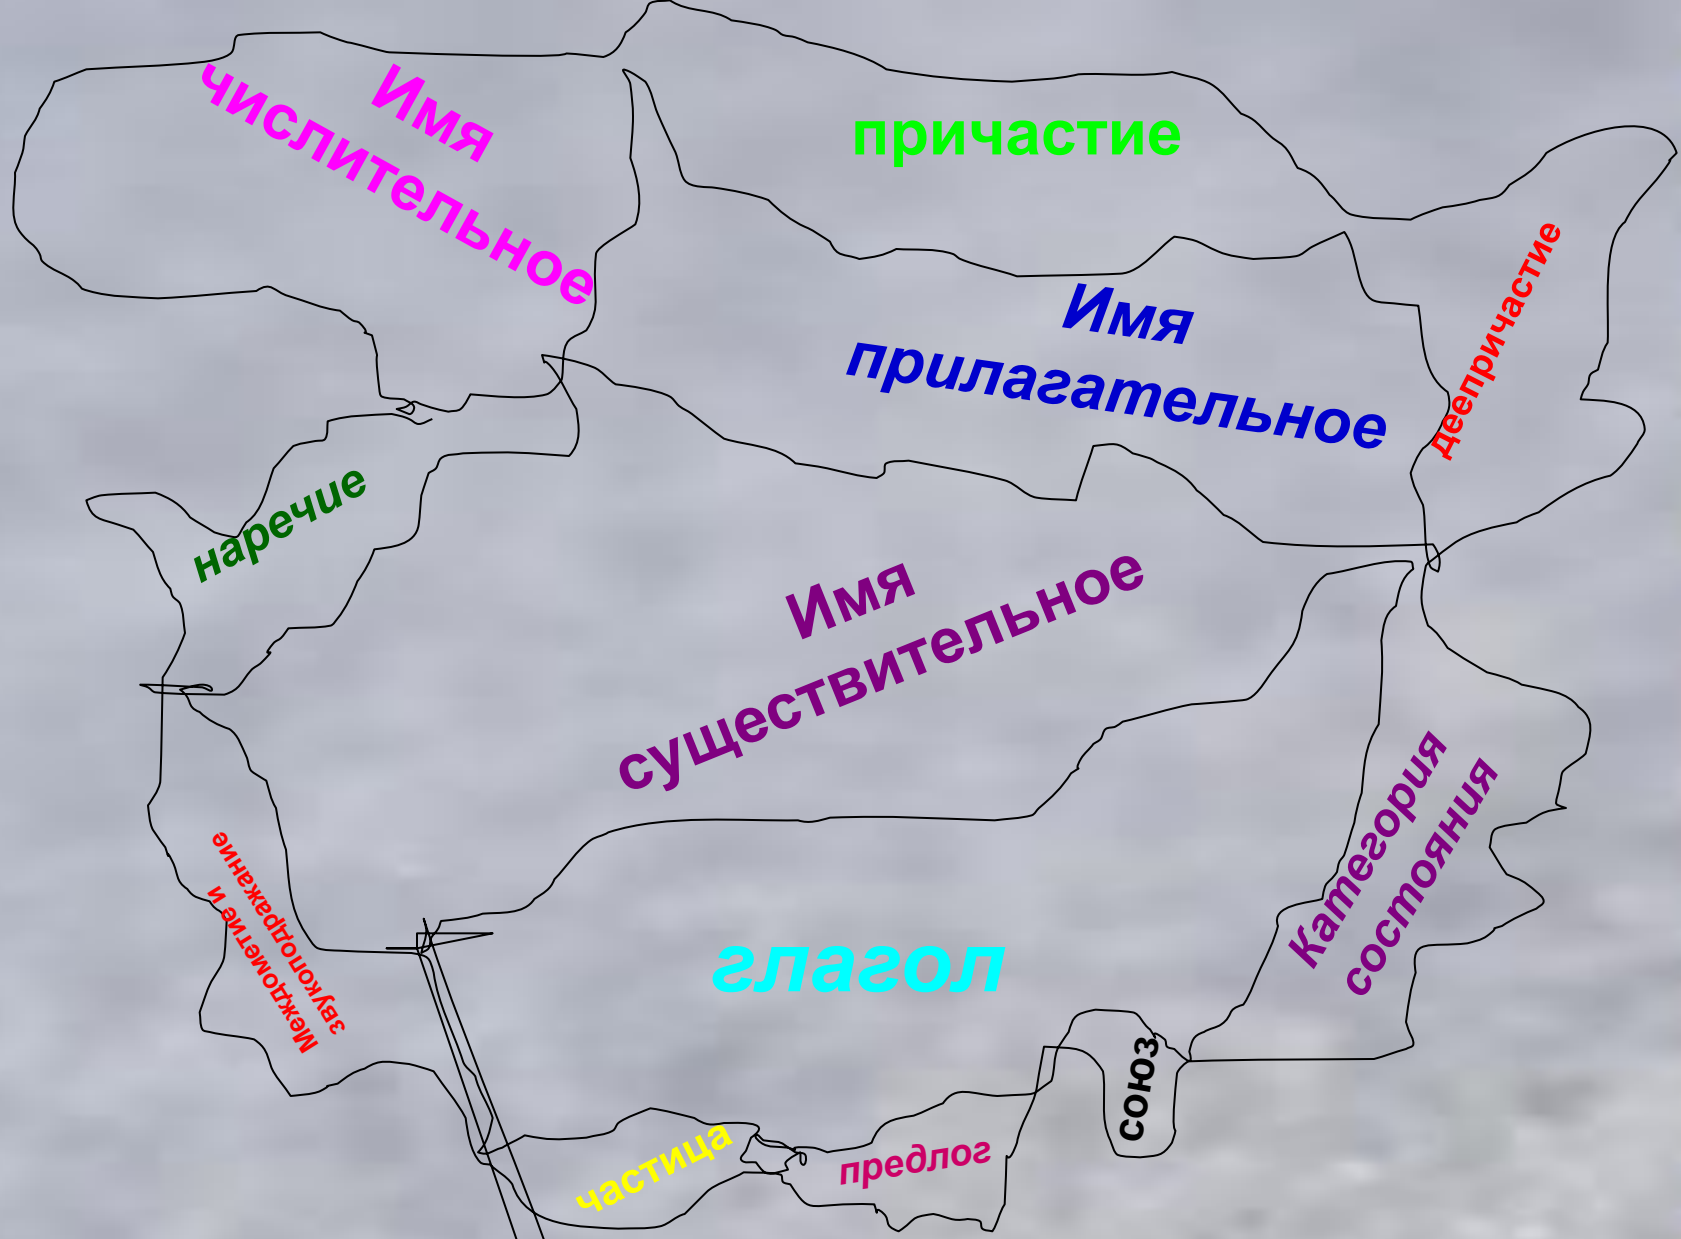 Имя
числительное
причастие
Имя
прилагательное
деепричастие
наречие
Имя
существительное
Категория
состояния
Междометие и
звукоподражание
глагол
союз
частица
предлог